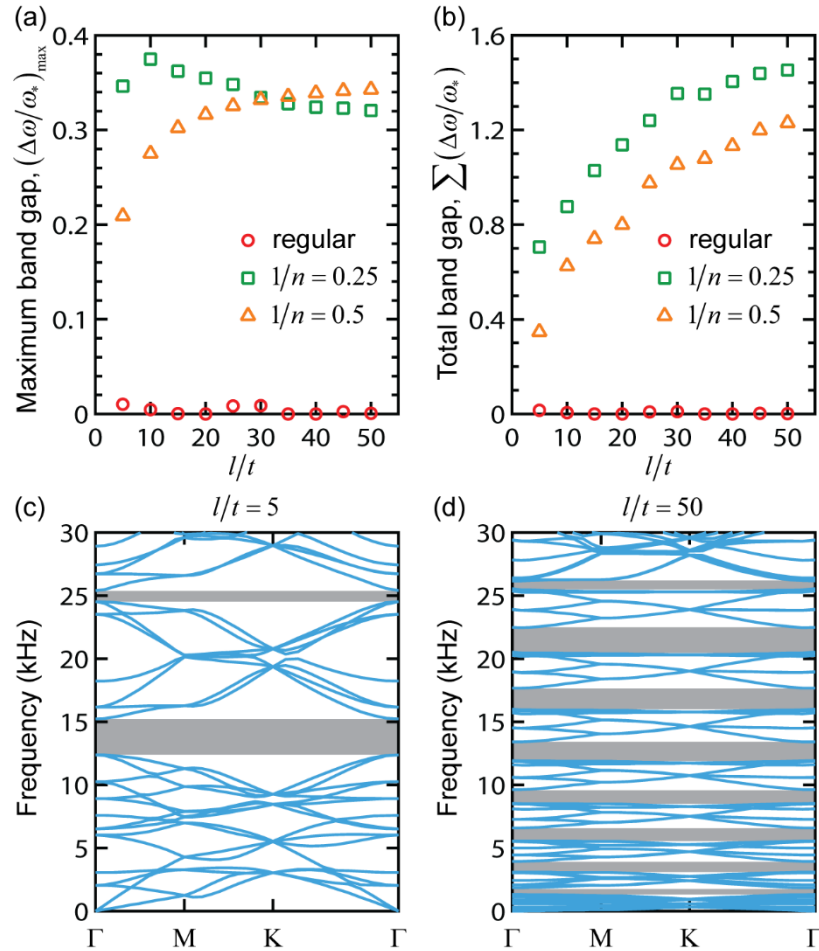 (a)
Maximum band gap, (Δω/ω*)max
0.4
0.3
0.2
0.1
0
regular
1/n = 0.25
1/n = 0.5
0 10 20 30 40 50
l/t
(b)
Total band gap, ∑(Δω/ω*)
1.6
1.2
0.8
0.4
0
regular
1/n = 0.25
1/n = 0.5
0 10 20 30 40 50
l/t
(c)
l/t = 5
Frequency (kHz)
30
25
20
15
10
5
0
Γ M K Γ
(d)
l/t = 50
Frequency (kHz)
30
25
20
15
10
5
0
Γ M K Γ